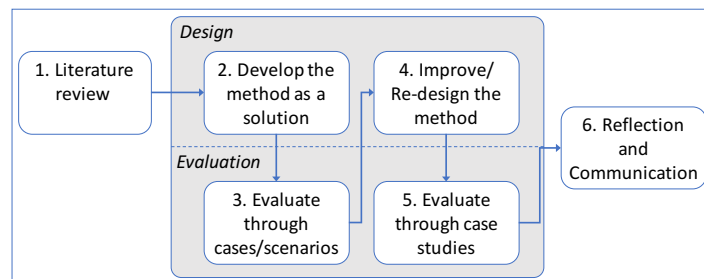 Design
1. Literature
review
2. Develop the
method as a
solution
4. Improve/
Re-design the
method
6. Reflection
and
Communication
Evaluation
3. Evaluate
through
cases/scenarios
5. Evaluate
through case
studies